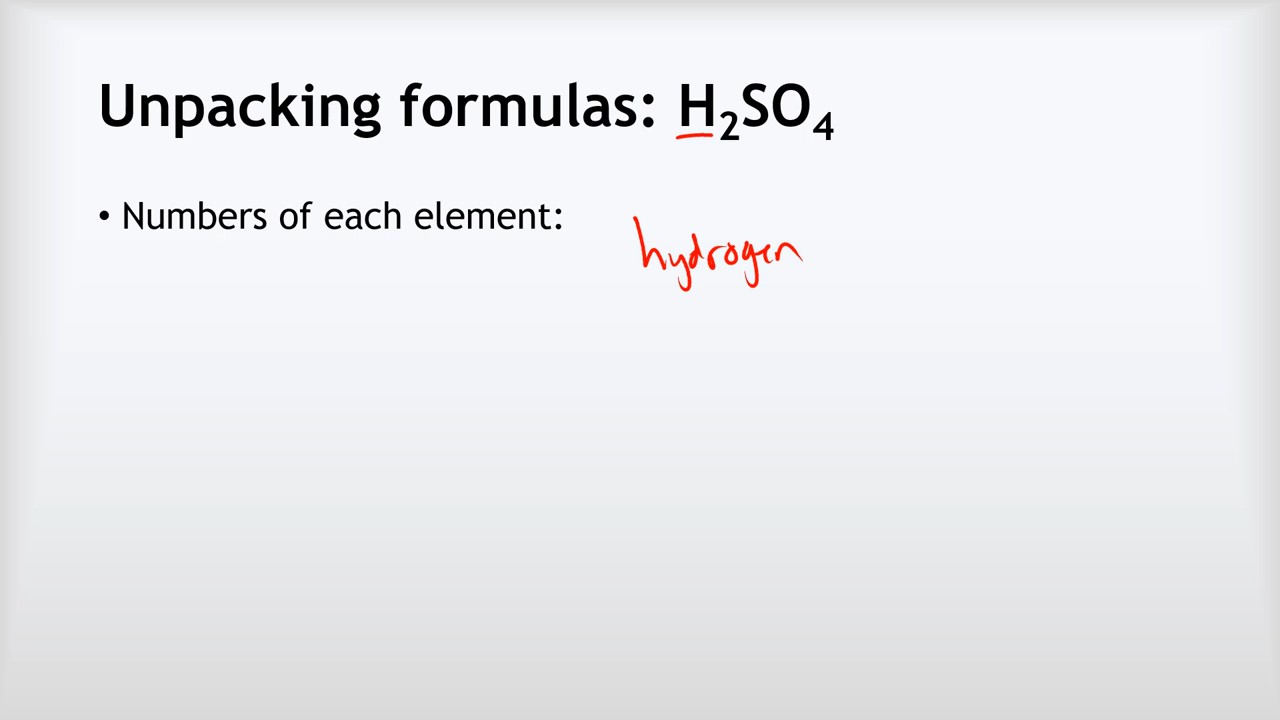 Unpacking formulas: H₂SO₄
• Numbers of each element:
hydrogen